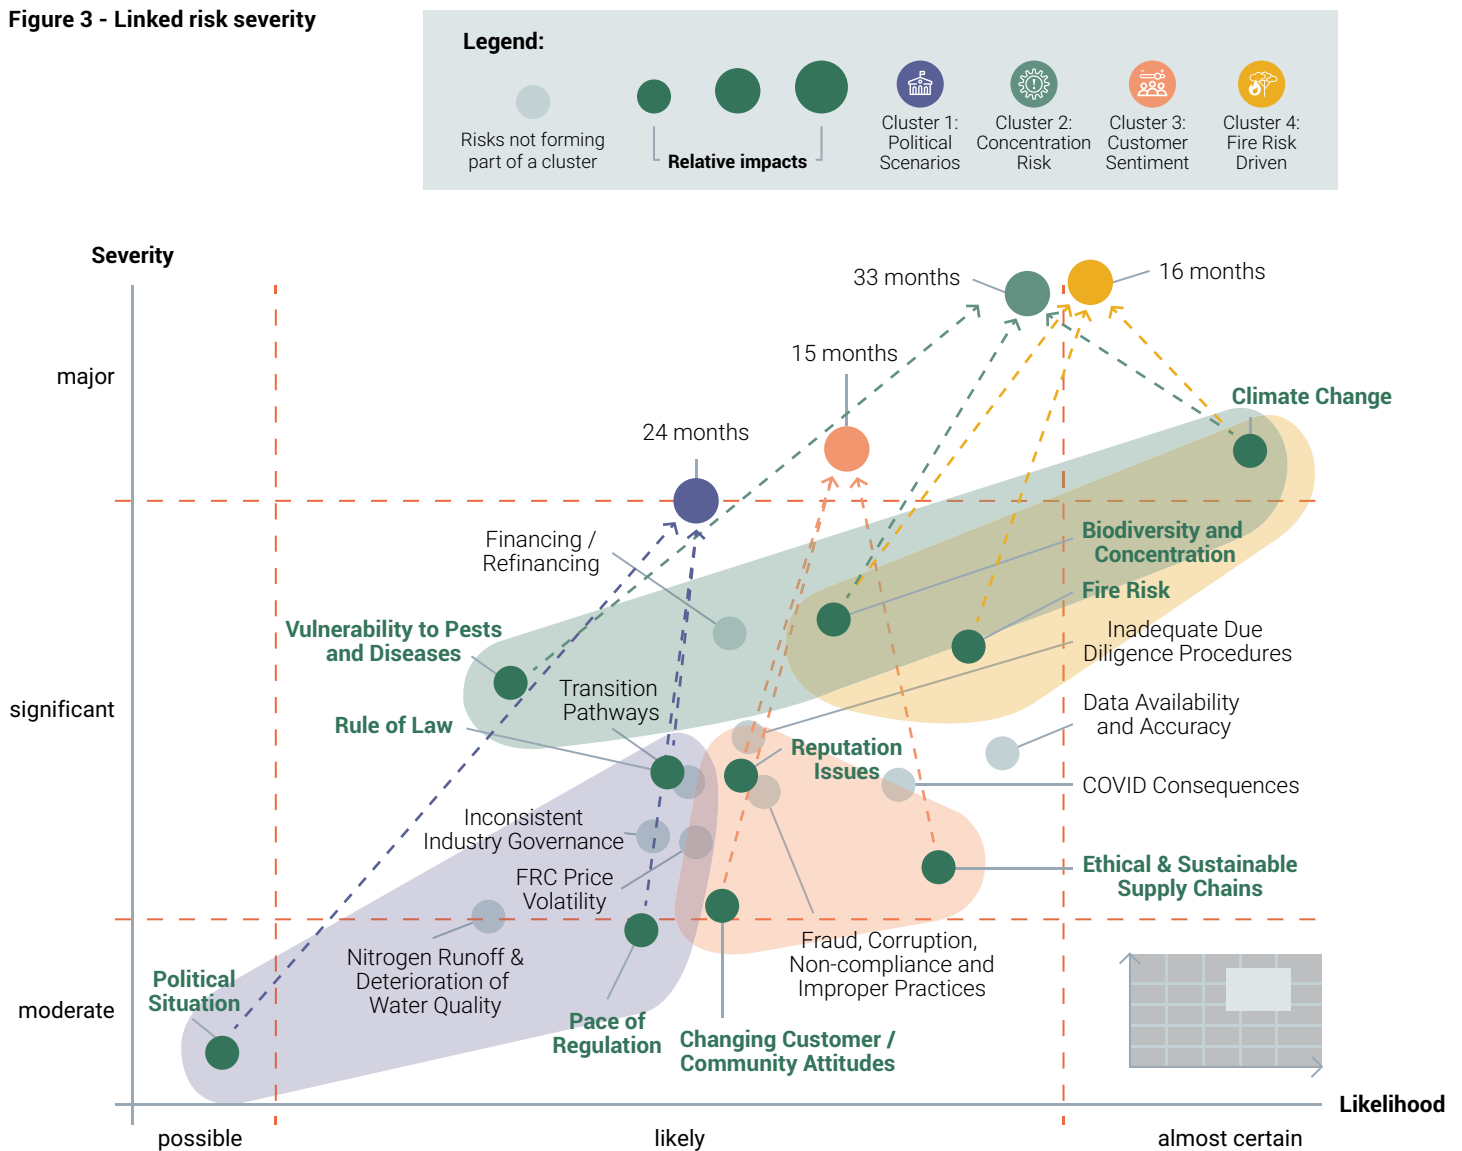 Figure 3 - Linked risk severity
Legend:
Risks not forming
part of a cluster
Relative impacts
Cluster 1:
Political
Scenarios
Cluster 2:
Concentration
Risk
Cluster 3:
Customer
Sentiment
Cluster 4:
Fire Risk
Driven
Severity
33 months
16 months
15 months
major
Climate Change
24 months
Financing /
Refinancing
Biodiversity and
Concentration
Fire Risk
Vulnerability to Pests
and Diseases
Inadequate Due
Diligence Procedures
Transition
Pathways
significant
Rule of Law
Data Availability
and Accuracy
Reputation
Issues
COVID Consequences
Inconsistent
Industry Governance
FRC Price
Volatility
Ethical & Sustainable
Supply Chains
Nitrogen Runoff &
Deterioration of
Water Quality
Fraud, Corruption,
Non-compliance and
Improper Practices
Political
Situation
moderate
Pace of
Regulation
Changing Customer /
Community Attitudes
Likelihood
possible
likely
almost certain